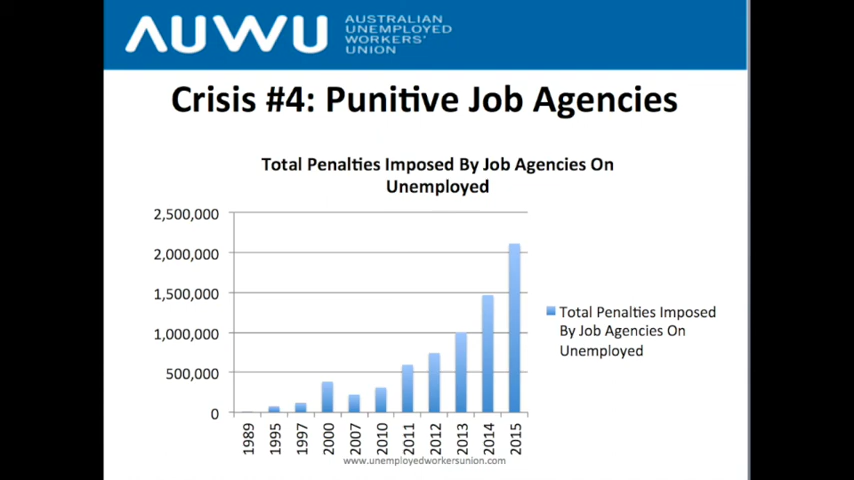 AUWU
AUSTRALIAN
UNEMPLOYED
WORKERS'
UNION
Crisis #4: Punitive Job Agencies
Total Penalties Imposed By Job Agencies On
Unemployed
2,500,000
2,000,000
1,500,000
1,000,000
500,000
0
1989
1995
1997
2000
2007
2010
2011
2012
2013
2014
2015
Total Penalties Imposed
By Job Agencies On
Unemployed
www.unemployedworkersunion.com